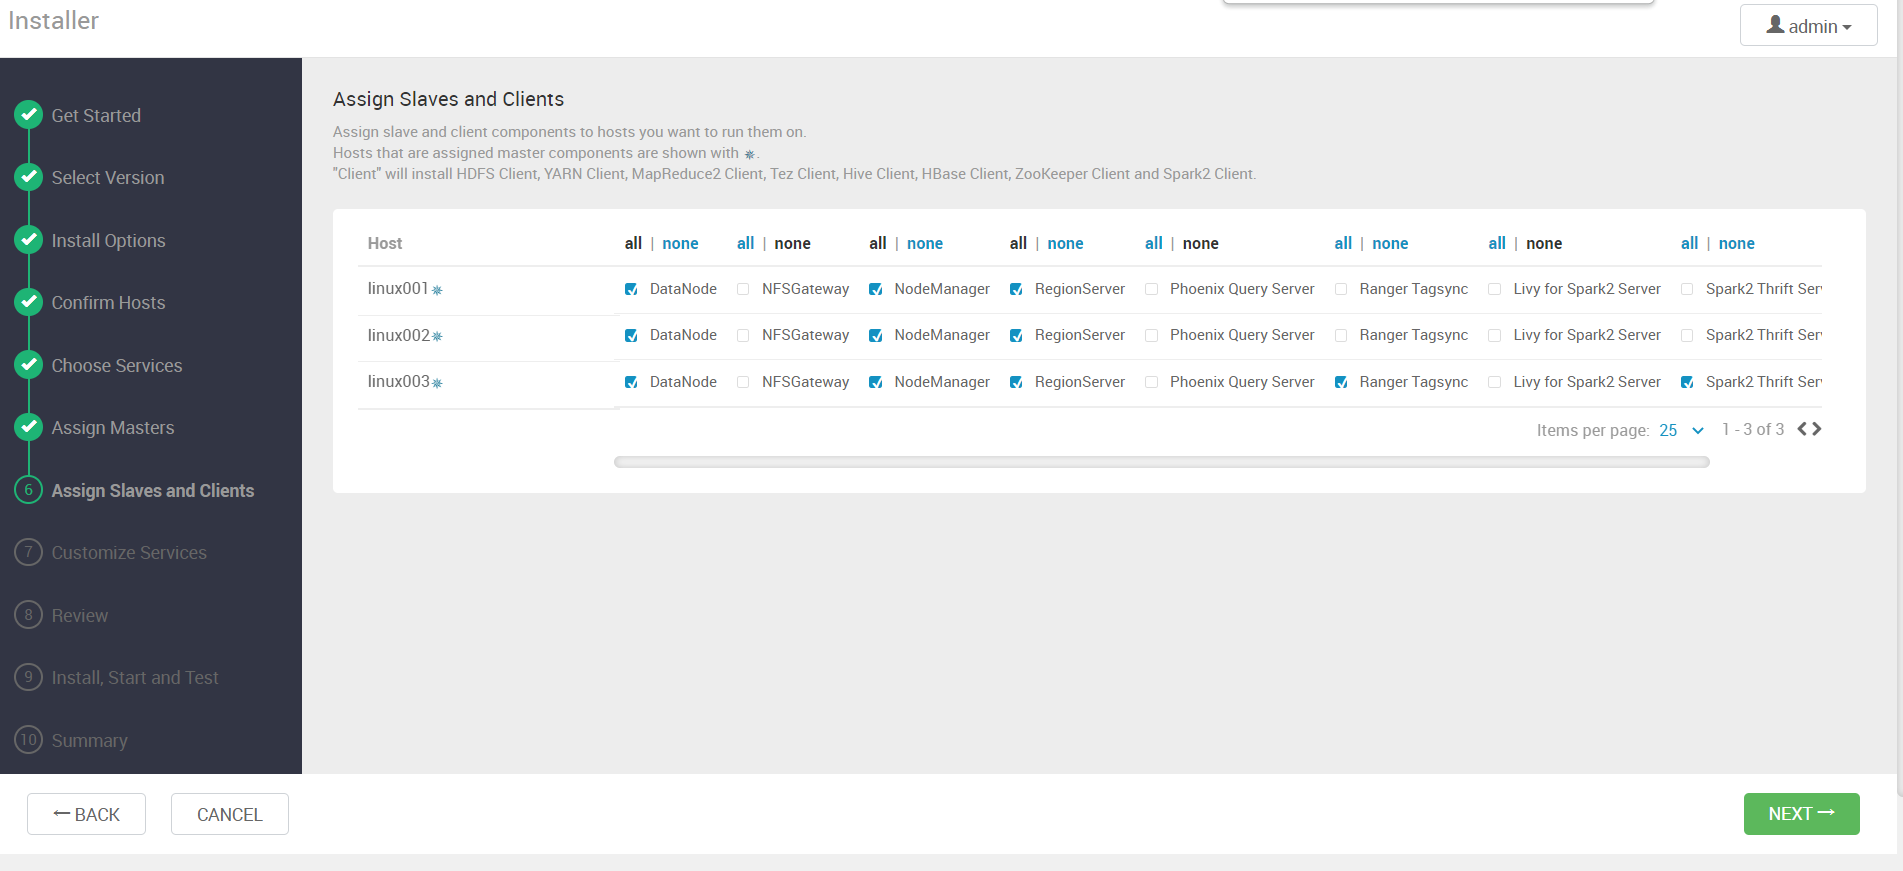 Installer
admin
Get Started
Select Version
Install Options
Confirm Hosts
Choose Services
Assign Masters
6 Assign Slaves and Clients
7 Customize Services
8 Review
9 Install, Start and Test
10 Summary
Assign Slaves and Clients
Assign slave and client components to hosts you want to run them on.
Hosts that are assigned master components are shown with ✵.
"Client" will install HDFS Client, YARN Client, MapReduce2 Client, Tez Client, Hive Client, HBase Client, ZooKeeper Client and Spark2 Client.
Host all | none all | none all | none all | none all | none all | none all | none all | none
linux001✵ DataNode NFSGateway NodeManager RegionServer Phoenix Query Server Ranger Tagsync Livy for Spark2 Server Spark2 Thrift Serv
linux002✵ DataNode NFSGateway NodeManager RegionServer Phoenix Query Server Ranger Tagsync Livy for Spark2 Server Spark2 Thrift Serv
linux003✵ DataNode NFSGateway NodeManager RegionServer Phoenix Query Server Ranger Tagsync Livy for Spark2 Server Spark2 Thrift Serv
Items per page: 25 1 - 3 of 3
← BACK CANCEL NEXT →